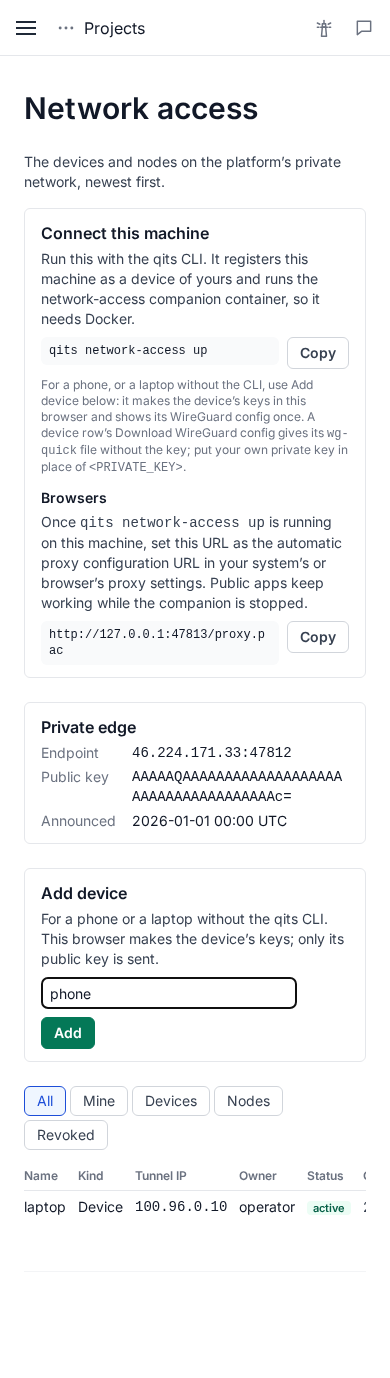 Projects
Network access
The devices and nodes on the platform’s private
network, newest first.
Connect this machine
Run this with the qits CLI. It registers this
machine as a device of yours and runs the
network-access companion container, so it
needs Docker.
qits network-access up
Copy
For a phone, or a laptop without the CLI, use Add
device below: it makes the device’s keys in this
browser and shows its WireGuard config once. A
device row’s Download WireGuard config gives its wg-
quick file without the key; put your own private key in
place of <PRIVATE_KEY>.
Browsers
Once qits network-access up is running
on this machine, set this URL as the automatic
proxy configuration URL in your system’s or
browser’s proxy settings. Public apps keep
working while the companion is stopped.
http://127.0.0.1:47813/proxy.p
ac
Copy
Private edge
Endpoint 46.224.171.33:47812
Public key AAAAAQAAAAAAAAAAAAAAAAAAA
AAAAAAAAAAAAAAAAAc=
Announced 2026-01-01 00:00 UTC
Add device
For a phone or a laptop without the qits CLI.
This browser makes the device’s keys; only its
public key is sent.
phone
Add
All Mine Devices Nodes
Revoked
Name Kind Tunnel IP Owner Status
laptop Device 100.96.0.10 operator active